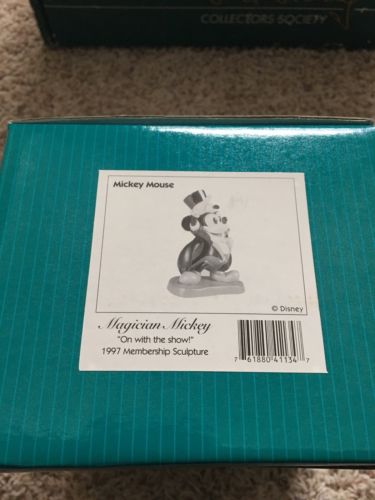 COLLECTORS SOCIETY
Mickey Mouse
© Disney
Magician Mickey
"On with the show!"
1997 Membership Sculpture
7 61880 41134 7